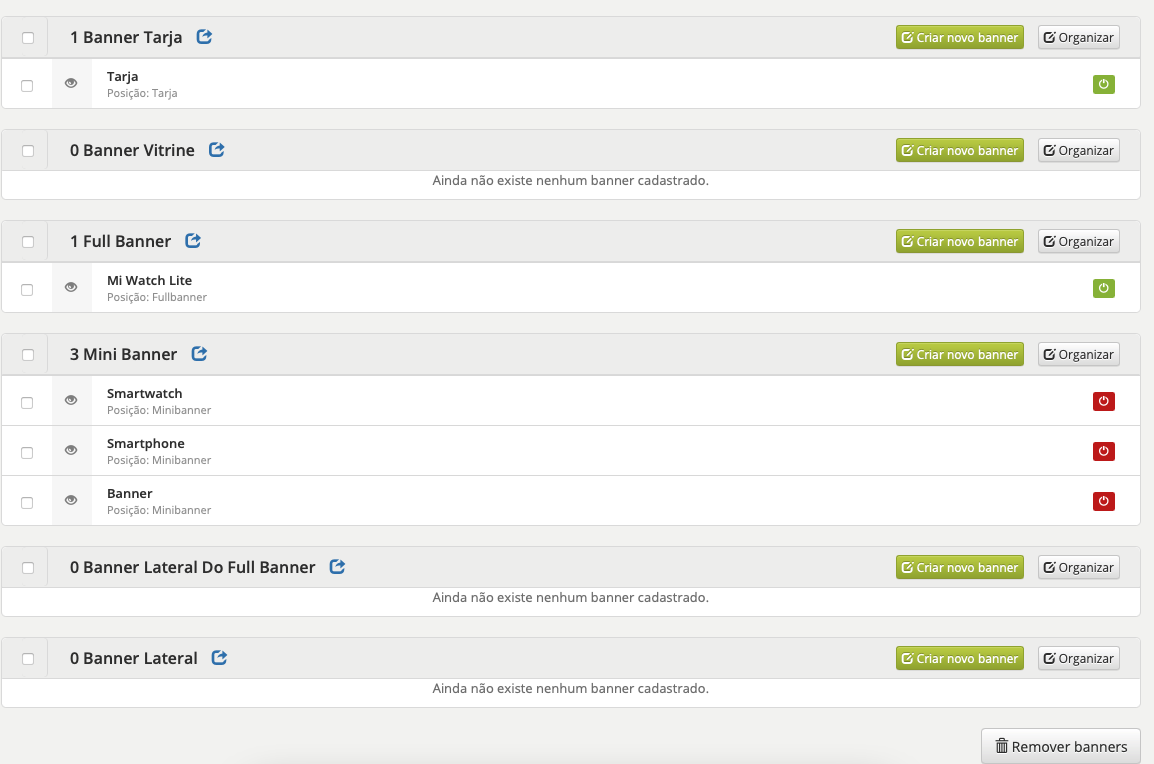 1 Banner Tarja
Criar novo banner
Organizar
Tarja
Posição: Tarja
0 Banner Vitrine
Criar novo banner
Organizar
Ainda não existe nenhum banner cadastrado.
1 Full Banner
Criar novo banner
Organizar
Mi Watch Lite
Posição: Fullbanner
3 Mini Banner
Criar novo banner
Organizar
Smartwatch
Posição: Minibanner
Smartphone
Posição: Minibanner
Banner
Posição: Minibanner
0 Banner Lateral Do Full Banner
Criar novo banner
Organizar
Ainda não existe nenhum banner cadastrado.
0 Banner Lateral
Criar novo banner
Organizar
Ainda não existe nenhum banner cadastrado.
Remover banners